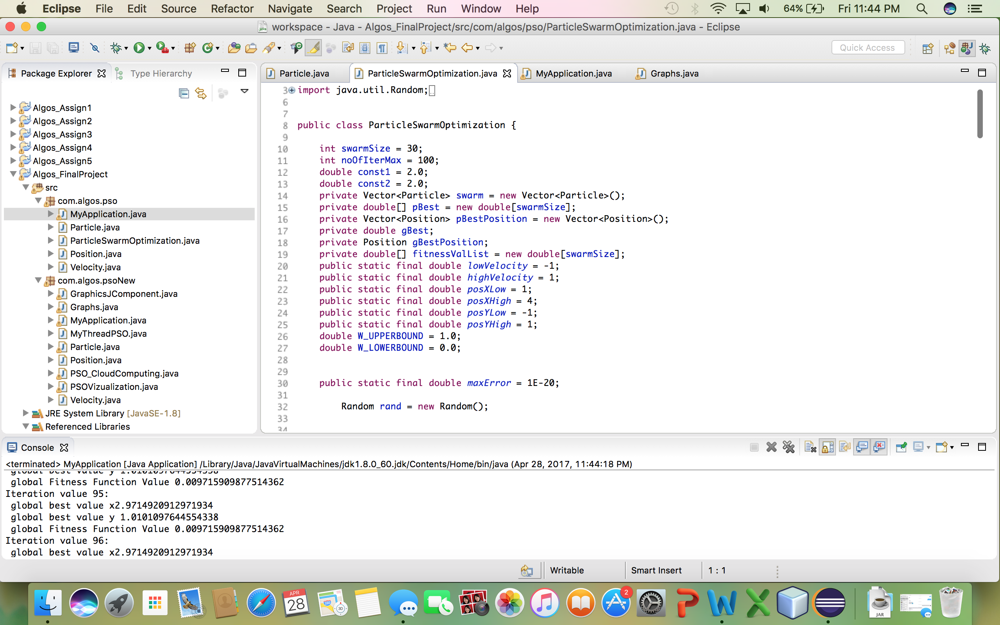 Eclipse File Edit Source Refactor Navigate Search Project Run Window Help 64% Fri 11:44 PM
workspace - Java - Algos_FinalProject/src/com/algos/pso/ParticleSwarmOptimization.java - Eclipse
Quick Access
Package Explorer Type Hierarchy
Algos_Assign1
Algos_Assign2
Algos_Assign3
Algos_Assign4
Algos_Assign5
Algos_FinalProject
src
com.algos.pso
MyApplication.java
Particle.java
ParticleSwarmOptimization.java
Position.java
Velocity.java
com.algos.psoNew
GraphicsJComponent.java
Graphs.java
MyApplication.java
MyThreadPSO.java
Particle.java
Position.java
PSO_CloudComputing.java
PSOVizualization.java
Velocity.java
JRE System Library [JavaSE-1.8]
Referenced Libraries
Particle.java ParticleSwarmOptimization.java MyApplication.java Graphs.java
3 import java.util.Random;
6
7
8 public class ParticleSwarmOptimization {
9
10 int swarmSize = 30;
11 int noOfIterMax = 100;
12 double const1 = 2.0;
13 double const2 = 2.0;
14 private Vector<Particle> swarm = new Vector<Particle>();
15 private double[] pBest = new double[swarmSize];
16 private Vector<Position> pBestPosition = new Vector<Position>();
17 private double gBest;
18 private Position gBestPosition;
19 private double[] fitnessValList = new double[swarmSize];
20 public static final double lowVelocity = -1;
21 public static final double highVelocity = 1;
22 public static final double posXLow = 1;
23 public static final double posXHigh = 4;
24 public static final double posYLow = -1;
25 public static final double posYHigh = 1;
26 double W_UPPERBOUND = 1.0;
27 double W_LOWERBOUND = 0.0;
28
29
30 public static final double maxError = 1E-20;
31
32 Random rand = new Random();
33
34
Console
<terminated> MyApplication [Java Application] /Library/Java/JavaVirtualMachines/jdk1.8.0_60.jdk/Contents/Home/bin/java (Apr 28, 2017, 11:44:18 PM)
global best value y 1.0101097644554338
global Fitness Function Value 0.009715909877514362
Iteration value 95:
global best value x2.9714920912971934
global best value y 1.0101097644554338
global Fitness Function Value 0.009715909877514362
Iteration value 96:
global best value x2.9714920912971934
Writable Smart Insert 1 : 1
APR
28
280
3D
2
JAR